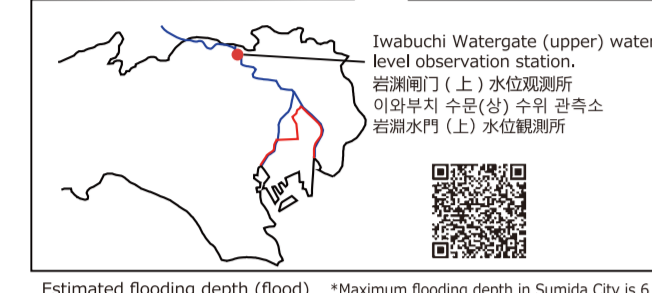 Iwabuchi Watergate (upper) water
level observation station.
岩渊闸门 ( 上 ) 水位观测所
이와부치 수문(상) 수위 관측소
岩淵水門（上）水位観測所
Estimated flooding depth (flood) *Maximum flooding depth in Sumida City is 6